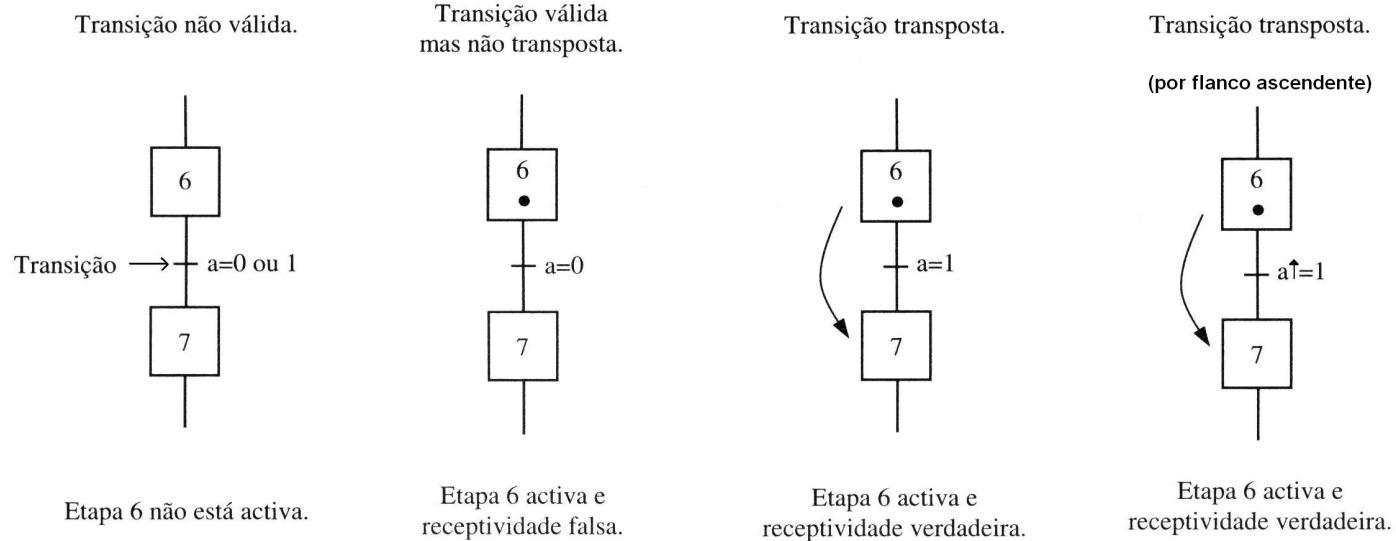 Transição não válida.
Transição válida
mas não transposta.
Transição transposta.
Transição transposta.
(por flanco ascendente)
6
Transição
a=0 ou 1
7
6
a=0
7
6
a=1
7
6
a↑=1
7
Etapa 6 não está activa.
Etapa 6 activa e
receptividade falsa.
Etapa 6 activa e
receptividade verdadeira.
Etapa 6 activa e
receptividade verdadeira.